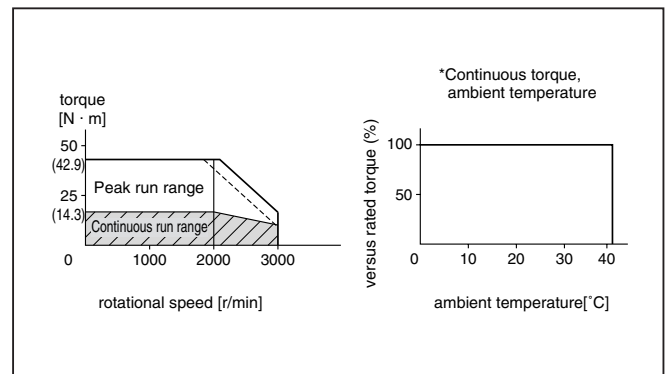 torque
[N · m]
50
(42.9)
25
(14.3)
Peak run range
Continuous run range
0
1000
2000
3000
rotational speed [r/min]
*Continuous torque,
ambient temperature
versus rated torque (%)
100
50
0
10
20
30
40
ambient temperature[˚C]